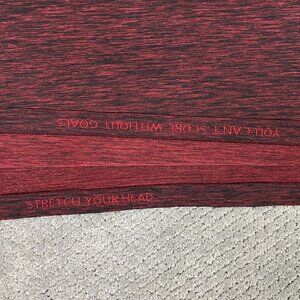 YOU CAN'T SCORE WITHOUT GOALS
STRETCH YOUR HEAD